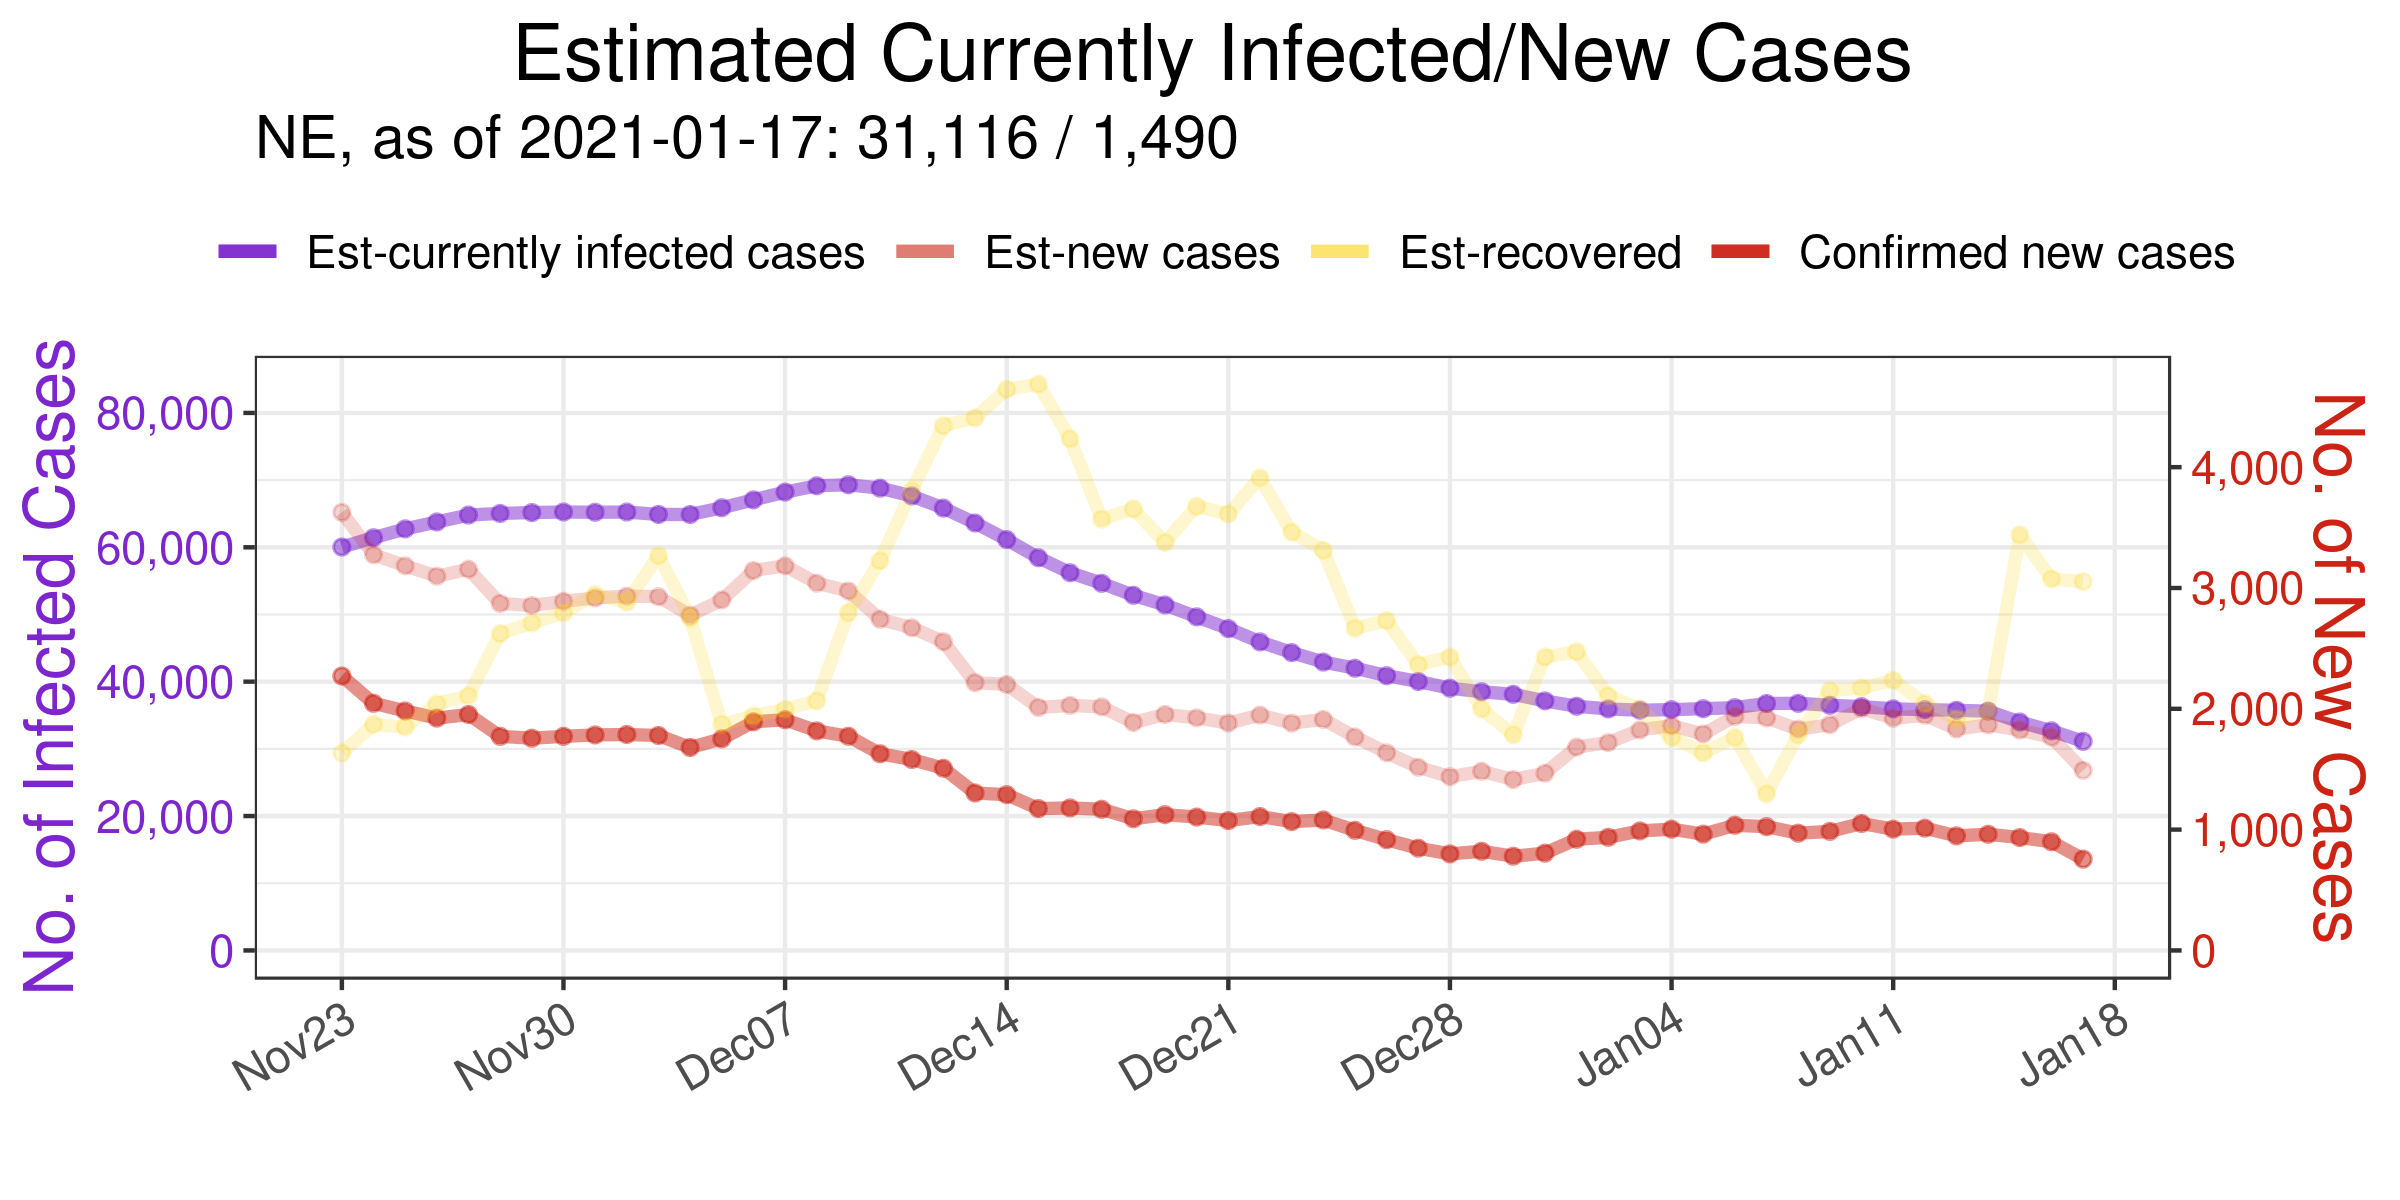 Estimated Currently Infected/New Cases
NE, as of 2021-01-17: 31,116 / 1,490
Est-currently infected cases Est-new cases Est-recovered Confirmed new cases
No. of Infected Cases
80,000
60,000
40,000
20,000
0
No. of New Cases
4,000
3,000
2,000
1,000
0
Nov23 Nov30 Dec07 Dec14 Dec21 Dec28 Jan04 Jan11 Jan18